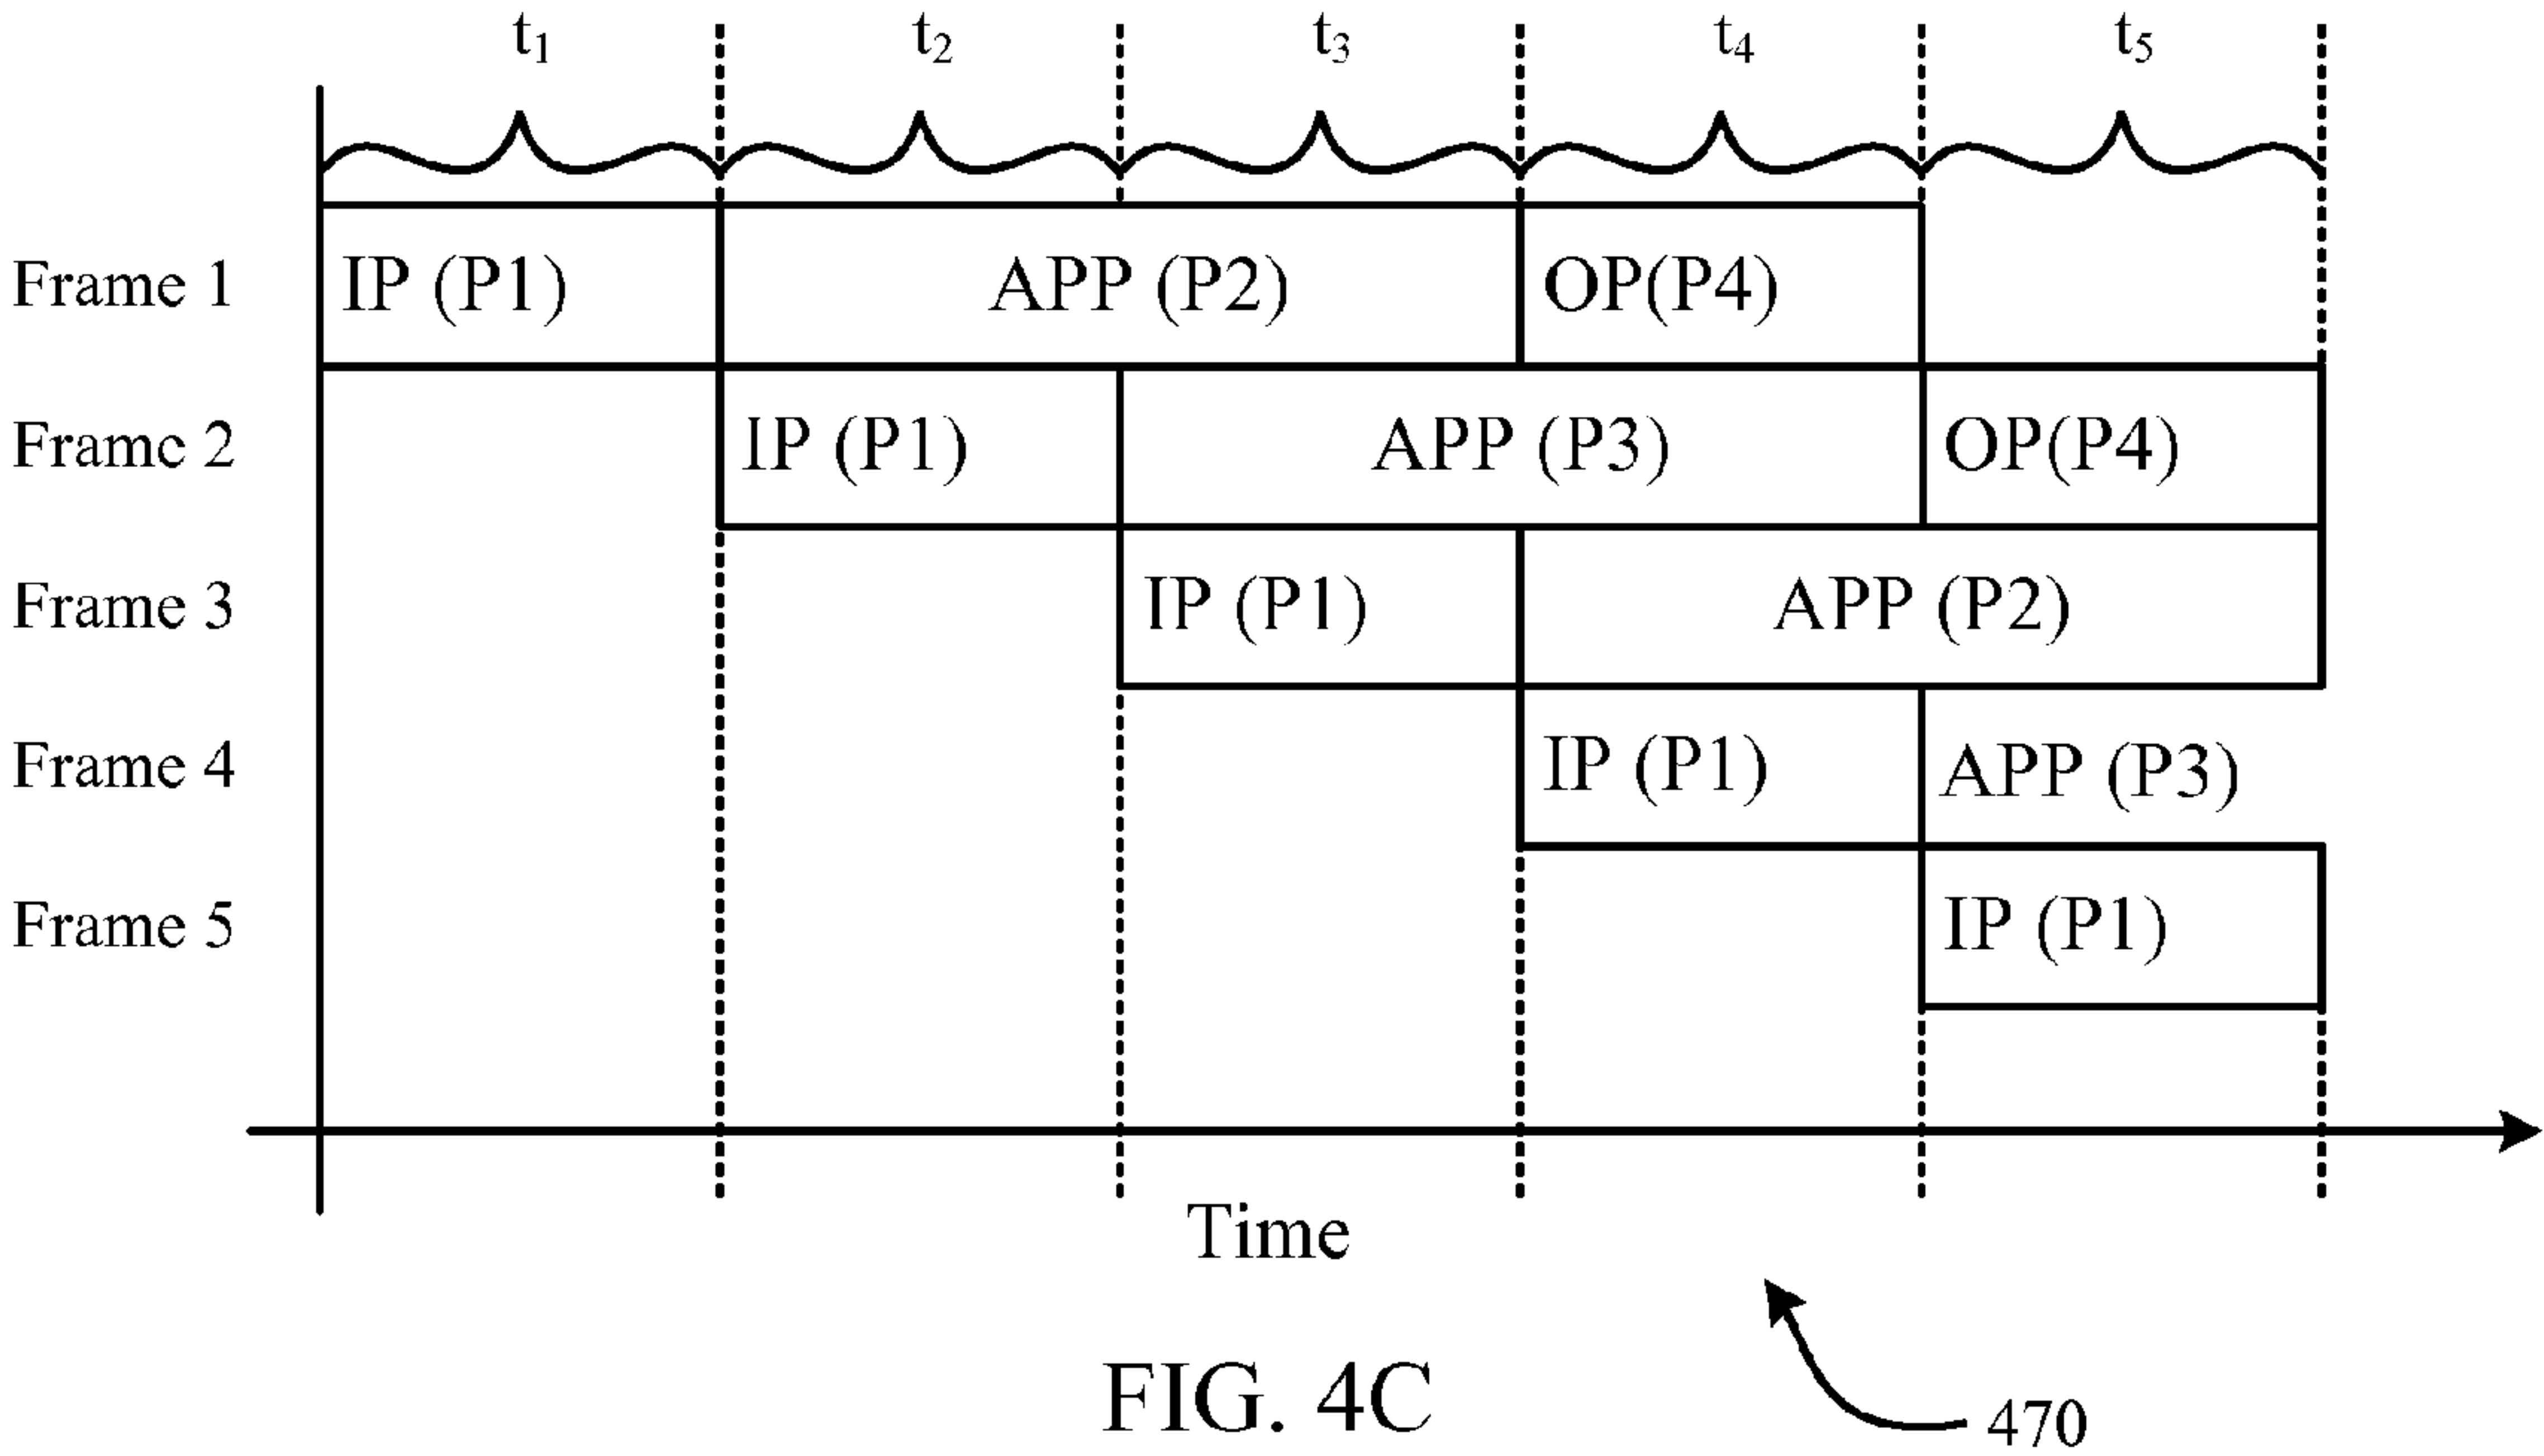 t1 t2 t3 t4 t5
Frame 1 IP (P1) APP (P2) OP(P4)
Frame 2 IP (P1) APP (P3) OP(P4)
Frame 3 IP (P1) APP (P2)
Frame 4 IP (P1) APP (P3)
Frame 5 IP (P1)
Time
FIG. 4C
470